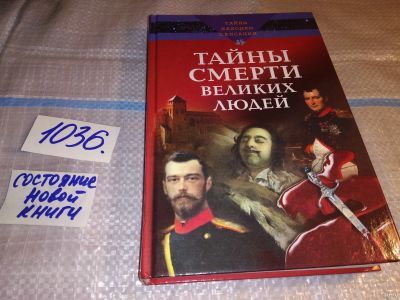 ТАЙНЫ
СМЕРТИ
ВЕЛИКИХ
ЛЮДЕЙ
1036.
СОСТОЯНИЕ
НОВОЙ
КНИГИ